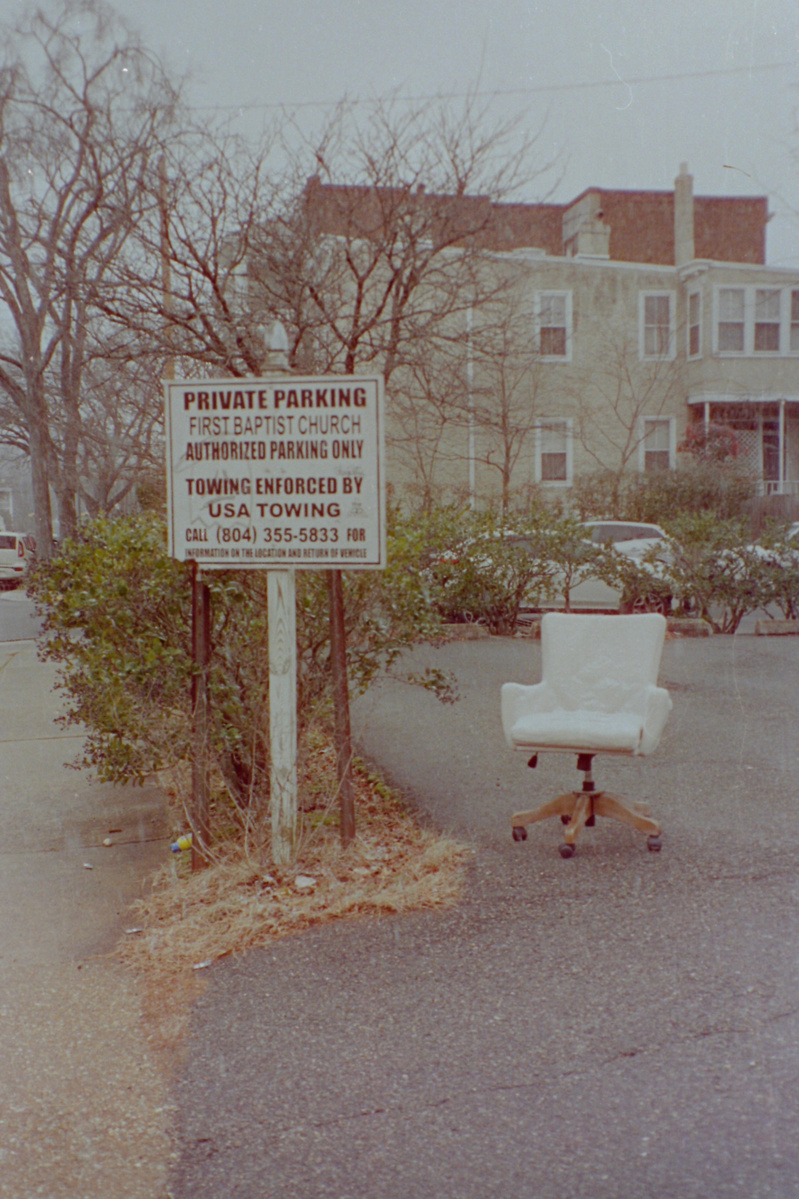 PRIVATE PARKING
FIRST BAPTIST CHURCH
AUTHORIZED PARKING ONLY
TOWING ENFORCED BY
USA TOWING
CALL (804) 355-5833 FOR
INFORMATION ON THE LOCATION AND RETURN OF VEHICLE